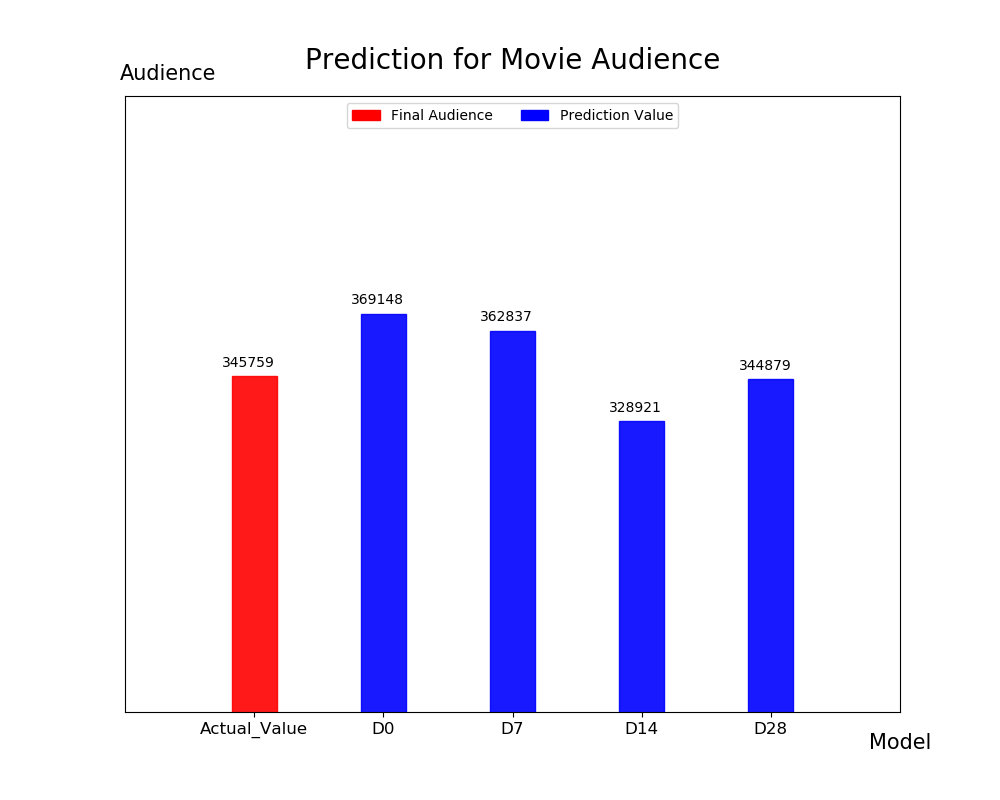 Prediction for Movie Audience
Audience
Final Audience
Prediction Value
369148
362837
345759
344879
328921
Actual_Value
D0
D7
D14
D28
Model